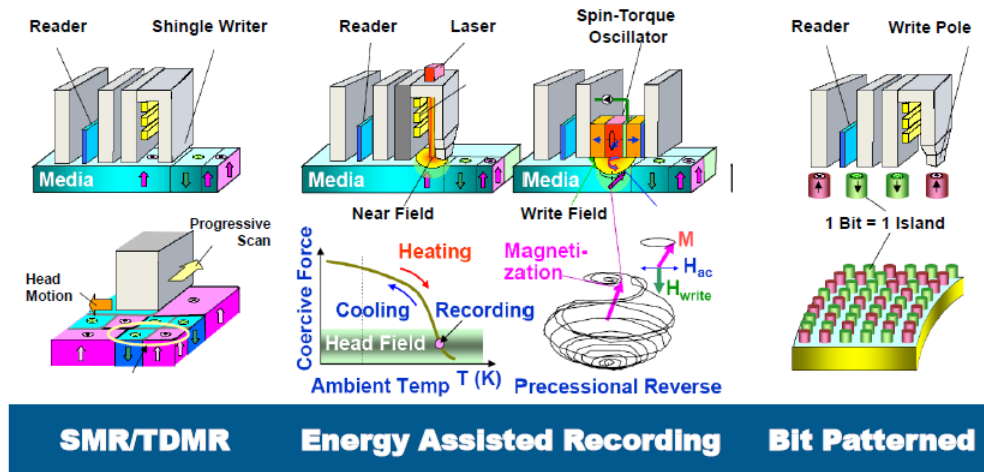 Reader
Shingle Writer
Media
Progressive
Scan
Head
Motion
SMR/TDMR
Reader
Laser
Media
Near Field
Coercive Force
Heating
Cooling
Recording
Head Field
Ambient Temp
T (K)
Spin-Torque
Oscillator
Media
Write Field
Magneti-
zation
M
Hac
Hwrite
Precessional Reverse
Energy Assisted Recording
Reader
Write Pole
1 Bit = 1 Island
Bit Patterned